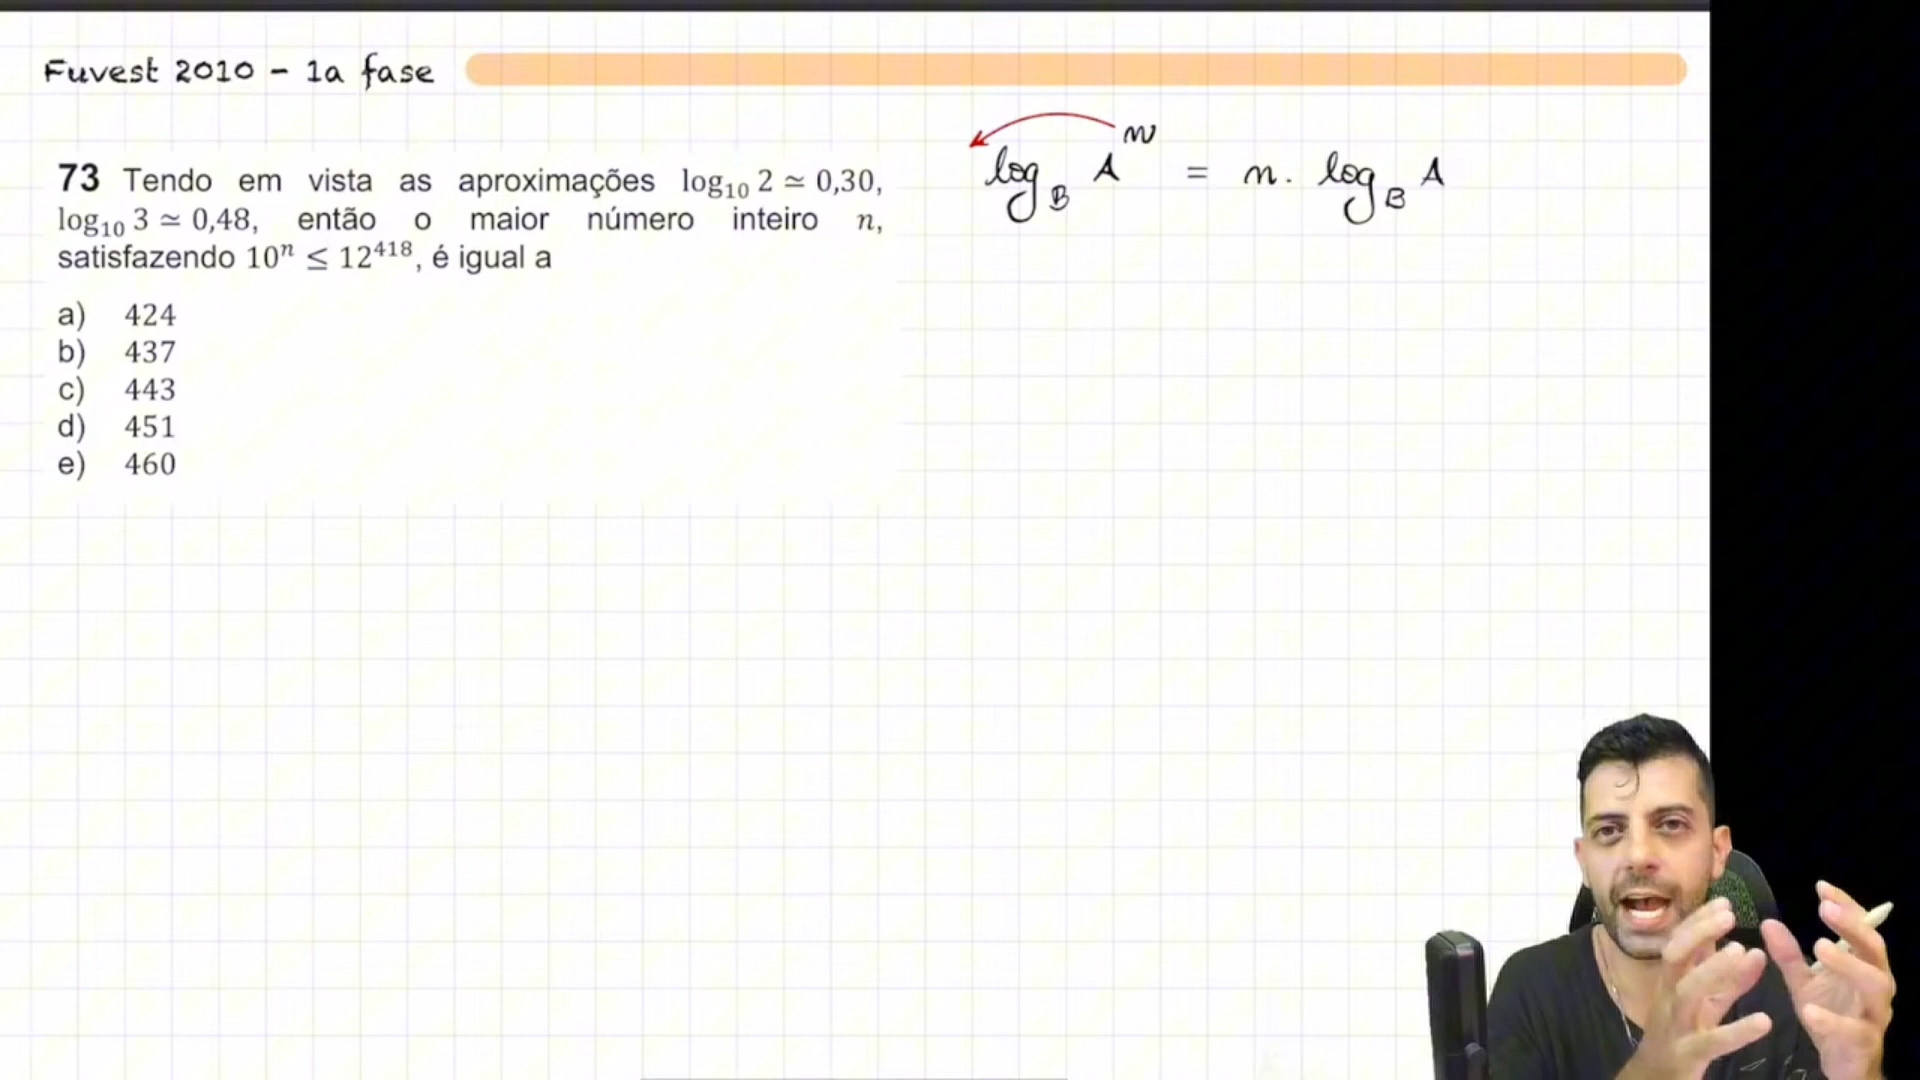 Fuvest 2010 - 1a fase
73 Tendo em vista as aproximações log₁₀ 2 ≃ 0,30,
log₁₀ 3 ≃ 0,48, então o maior número inteiro n,
satisfazendo 10ⁿ ≤ 12⁴¹⁸, é igual a
a) 424
b) 437
c) 443
d) 451
e) 460
log_B A^n = n. log_B A